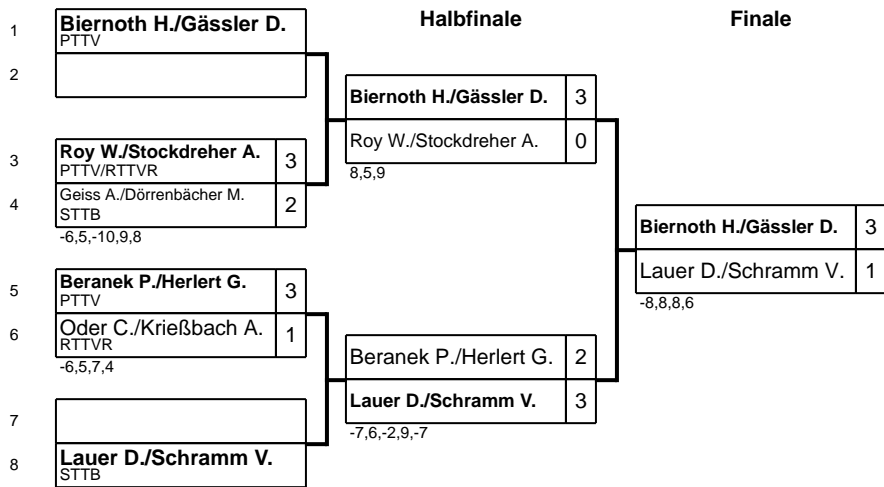 Halbfinale
Finale
1
Biernoth H./Gässler D.
PTTV
2
3
Roy W./Stockdreher A. 3
PTTV/RTTVR
4
Geiss A./Dörrenbächer M. 2
STTB
-6,5,-10,9,8
5
Beranek P./Herlert G. 3
PTTV
6
Oder C./Krießbach A. 1
RTTVR
-6,5,7,4
7
8
Lauer D./Schramm V.
STTB
Biernoth H./Gässler D. 3
Roy W./Stockdreher A. 0
8,5,9
Beranek P./Herlert G. 2
Lauer D./Schramm V. 3
-7,6,-2,9,-7
Biernoth H./Gässler D. 3
Lauer D./Schramm V. 1
-8,8,8,6